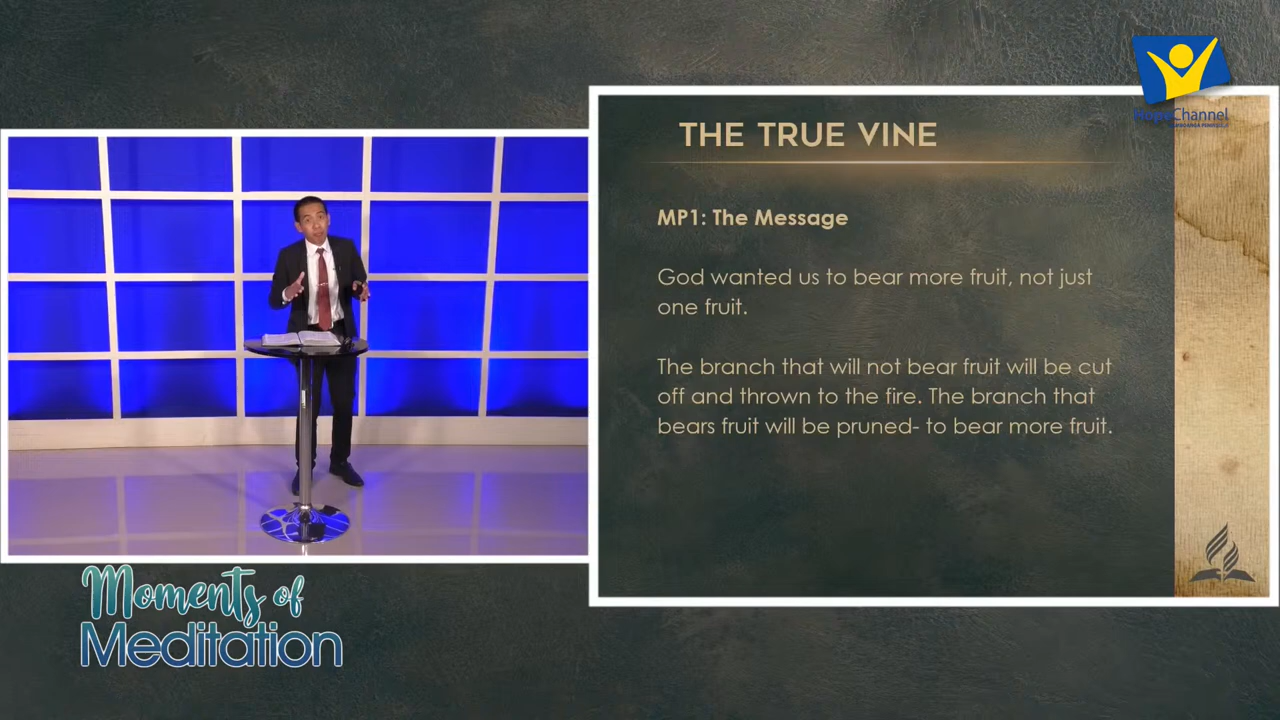 HopeChannel
THE TRUE VINE
MP1: The Message
God wanted us to bear more fruit, not just
one fruit.
The branch that will not bear fruit will be cut
off and thrown to the fire. The branch that
bears fruit will be pruned- to bear more fruit.
Moments of
Meditation